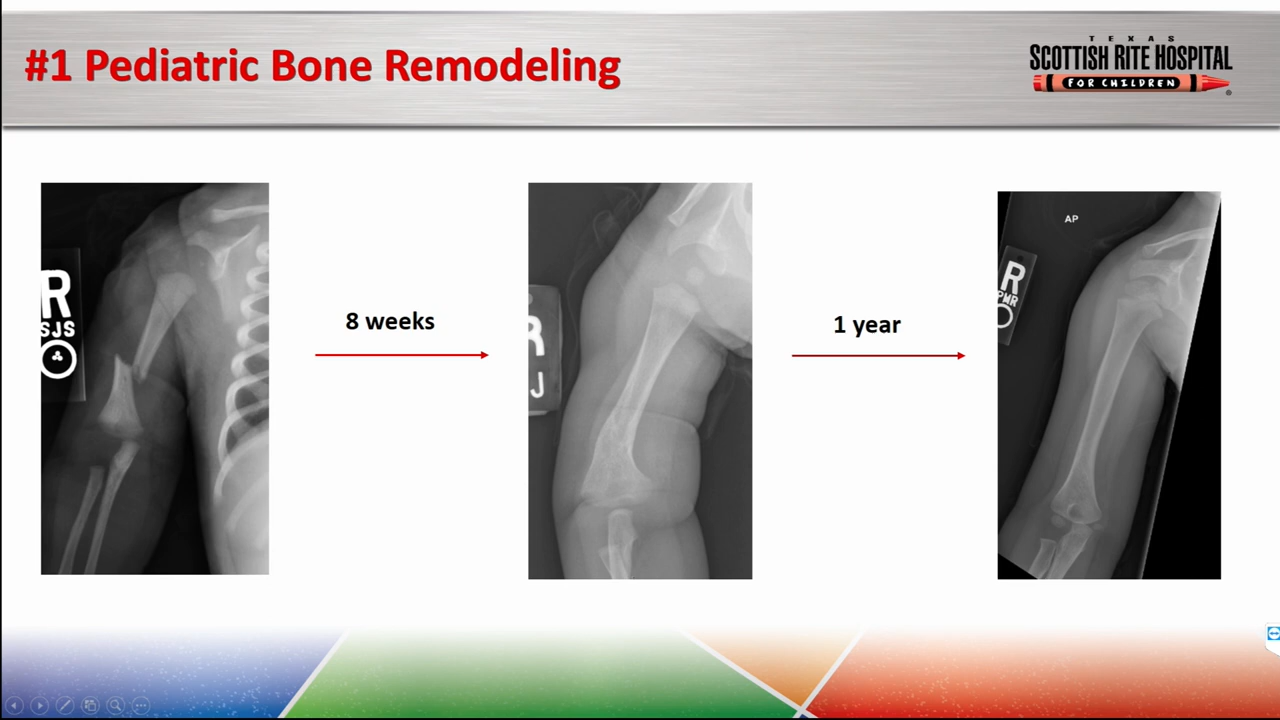 #1 Pediatric Bone Remodeling
TEXAS
SCOTTISH RITE HOSPITAL
FOR CHILDREN
®
R
SJS
8 weeks
R
J
1 year
AP
R
PMR